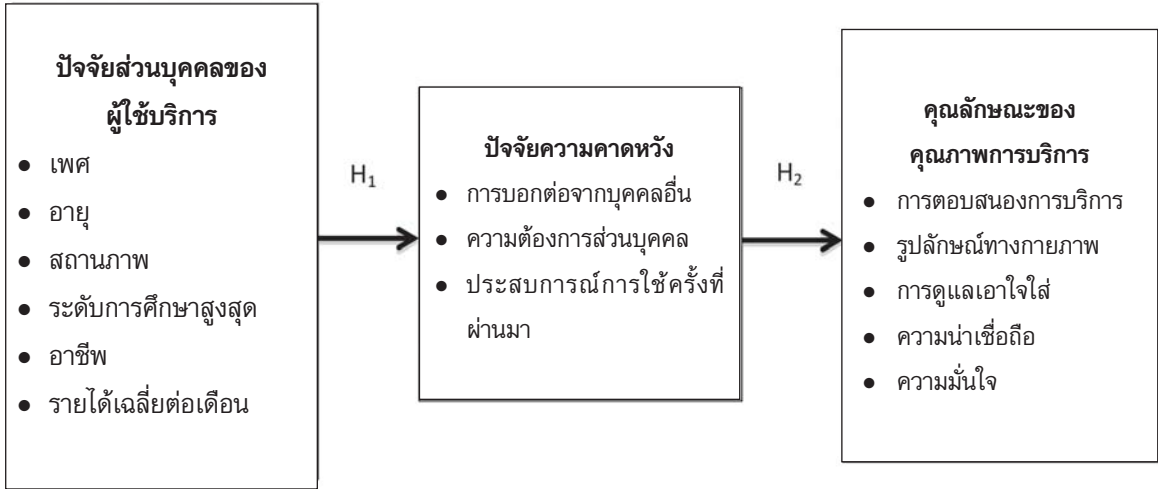 ปัจจัยส่วนบุคคลของ
ผู้ใช้บริการ
● เพศ
● อายุ
● สถานภาพ
● ระดับการศึกษาสูงสุด
● อาชีพ
● รายได้เฉลี่ยต่อเดือน
H₁
ปัจจัยความคาดหวัง
● การบอกต่อจากบุคคลอื่น
● ความต้องการส่วนบุคคล
● ประสบการณ์การใช้ครั้งที่
ผ่านมา
H₂
คุณลักษณะของ
คุณภาพการบริการ
● การตอบสนองการบริการ
● รูปลักษณ์ทางกายภาพ
● การดูแลเอาใจใส่
● ความน่าเชื่อถือ
● ความมั่นใจ